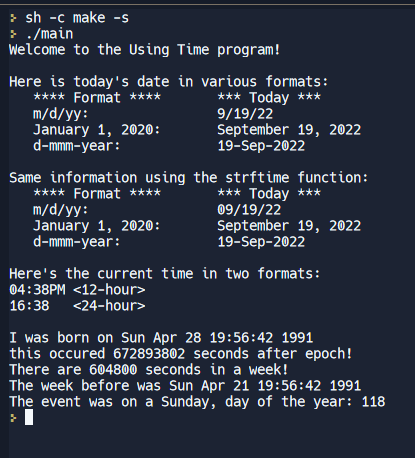 sh -c make -s
./main
Welcome to the Using Time program!
Here is today's date in various formats:
**** Format **** *** Today ***
m/d/yy: 9/19/22
January 1, 2020: September 19, 2022
d-mmm-year: 19-Sep-2022
Same information using the strftime function:
**** Format **** *** Today ***
m/d/yy: 09/19/22
January 1, 2020: September 19, 2022
d-mmm-year: 19-Sep-2022
Here's the current time in two formats:
04:38PM <12-hour>
16:38 <24-hour>
I was born on Sun Apr 28 19:56:42 1991
this occured 672893802 seconds after epoch!
There are 604800 seconds in a week!
The week before was Sun Apr 21 19:56:42 1991
The event was on a Sunday, day of the year: 118